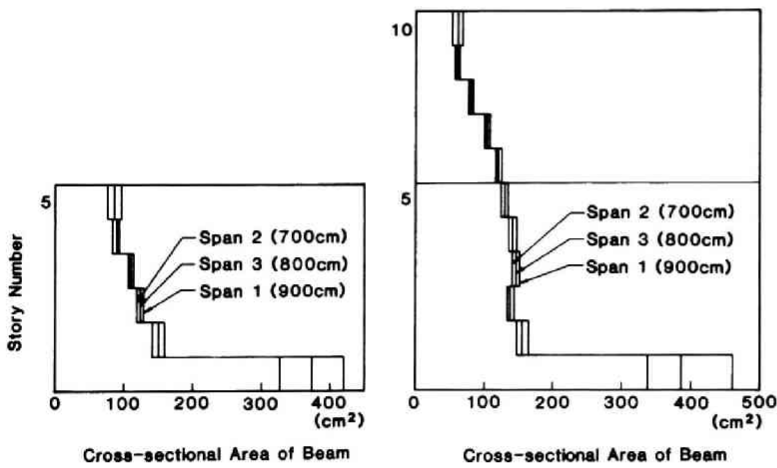 5
Span 2 (700cm)
Span 3 (800cm)
Span 1 (900cm)
Story Number
0 100 200 300 400
(cm²)
Cross-sectional Area of Beam
10
5
Span 2 (700cm)
Span 3 (800cm)
Span 1 (900cm)
0 100 200 300 400 500
(cm²)
Cross-sectional Area of Beam